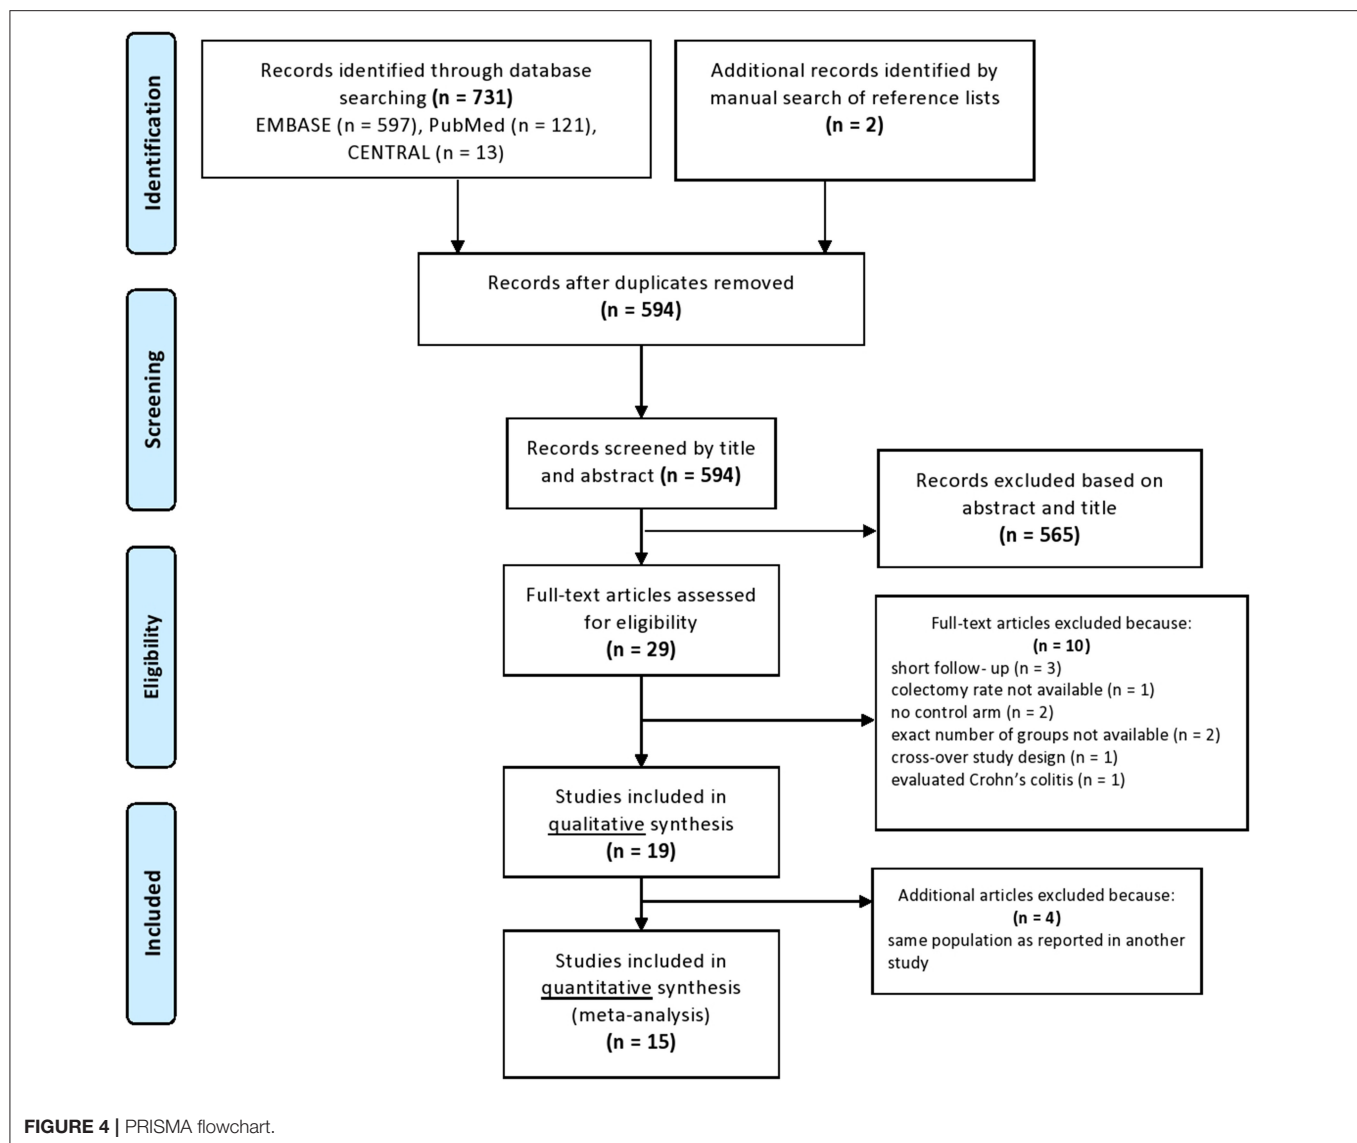 Identification
Records identified through database
searching (n = 731)
EMBASE (n = 597), PubMed (n = 121),
CENTRAL (n = 13)
Additional records identified by
manual search of reference lists
(n = 2)
Records after duplicates removed
(n = 594)
Screening
Records screened by title
and abstract (n = 594)
Records excluded based on
abstract and title
(n = 565)
Eligibility
Full-text articles assessed
for eligibility
(n = 29)
Full-text articles excluded because:
(n = 10)
short follow- up (n = 3)
colectomy rate not available (n = 1)
no control arm (n = 2)
exact number of groups not available (n = 2)
cross-over study design (n = 1)
evaluated Crohn's colitis (n = 1)
Included
Studies included in
qualitative synthesis
(n = 19)
Additional articles excluded because:
(n = 4)
same population as reported in another
study
Studies included in
quantitative synthesis
(meta-analysis)
(n = 15)
FIGURE 4 | PRISMA flowchart.